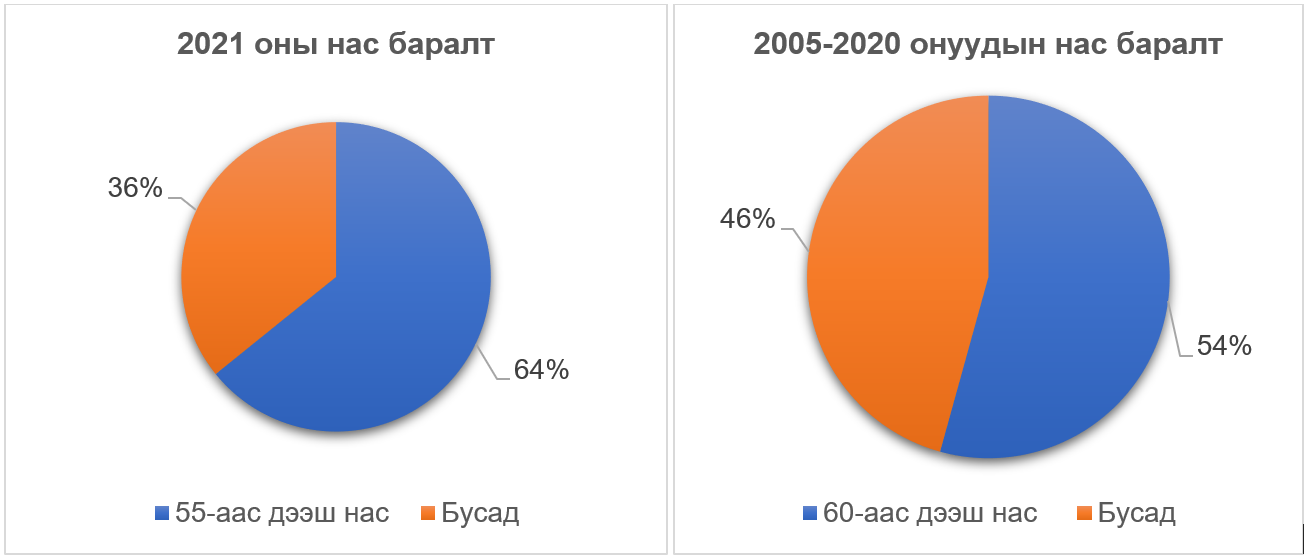 2021 оны нас баралт
36%
64%
55-аас дээш нас Бусад
2005-2020 онуудын нас баралт
46%
54%
60-аас дээш нас Бусад